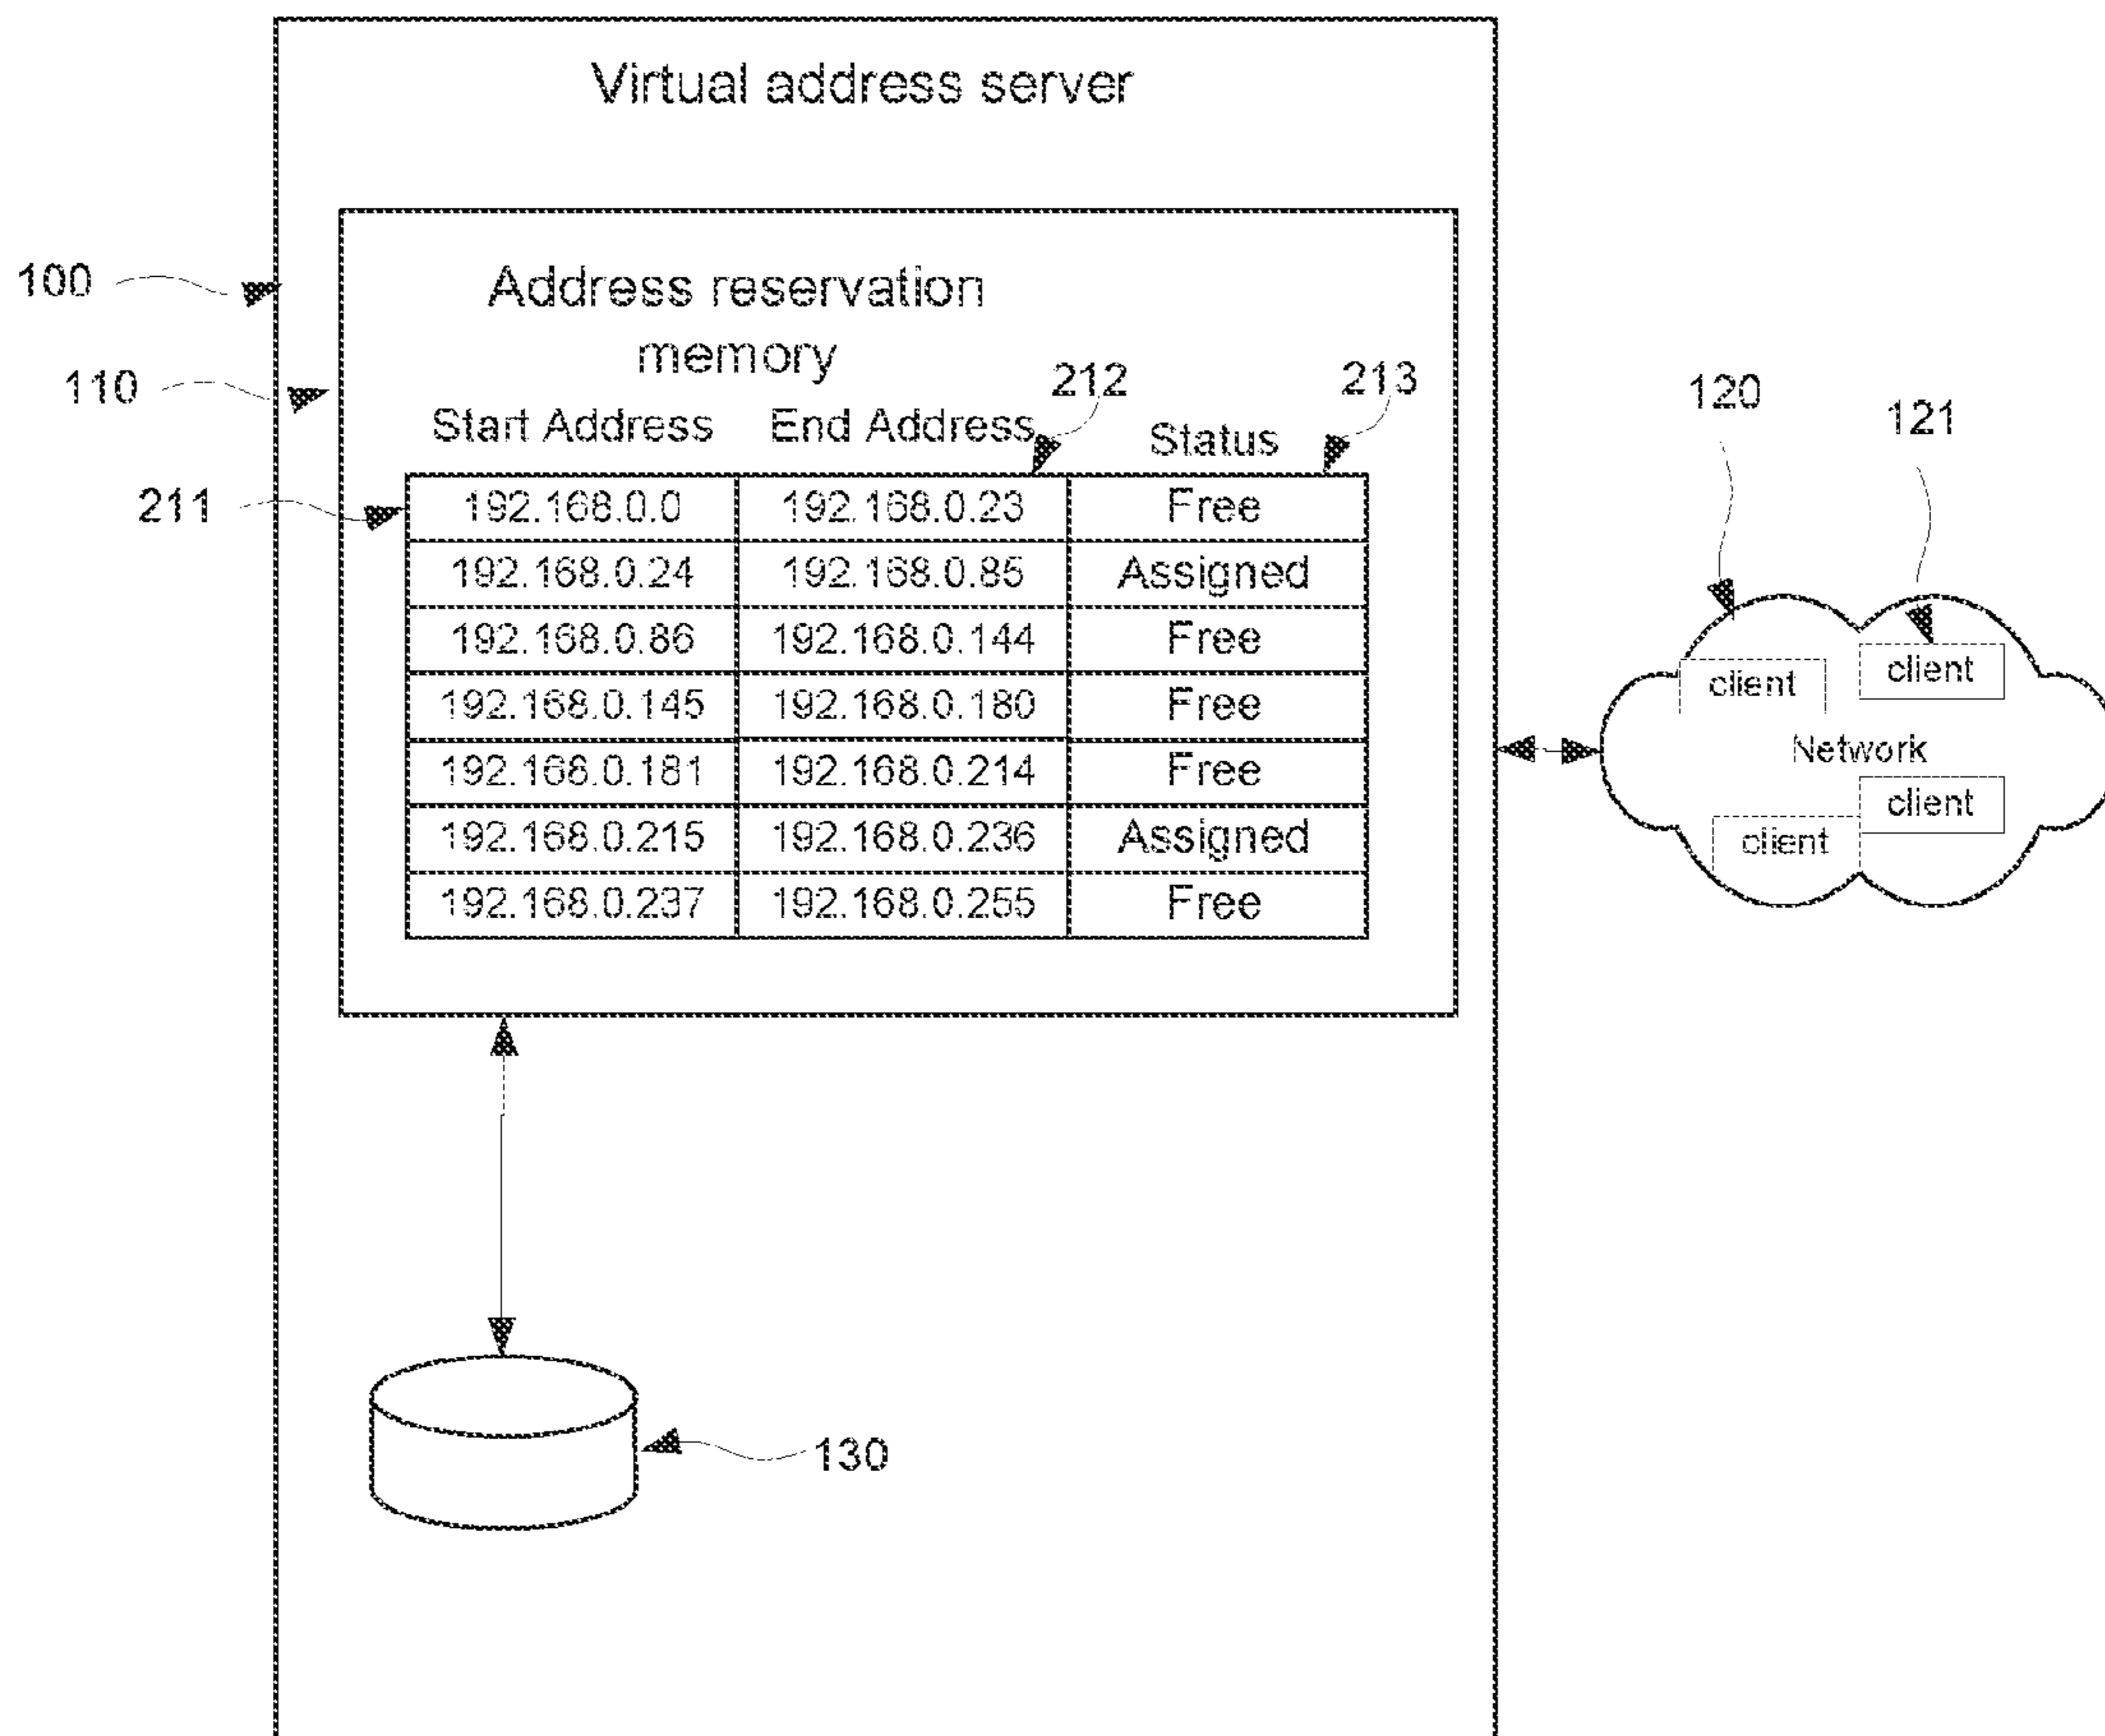 Virtual address server
100
Address reservation
memory
110
212
213
Start Address End Address Status
211
192.168.0.0 192.168.0.23 Free
192.168.0.24 192.168.0.85 Assigned
192.168.0.86 192.168.0.144 Free
192.168.0.145 192.168.0.180 Free
192.168.0.181 192.168.0.214 Free
192.168.0.215 192.168.0.236 Assigned
192.168.0.237 192.168.0.255 Free
120
121
client
client
Network
client
client
130